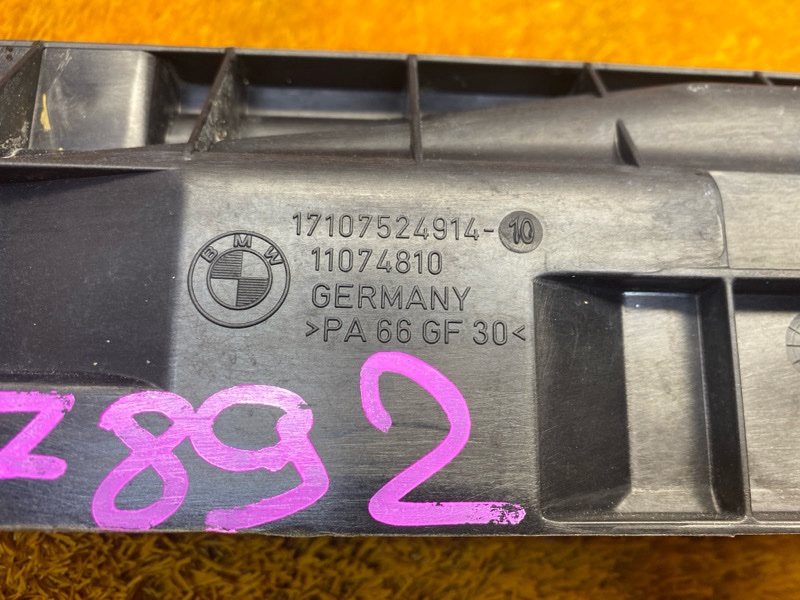 17107524914-10
BMW
11074810
GERMANY
>PA 66 GF 30<
z892